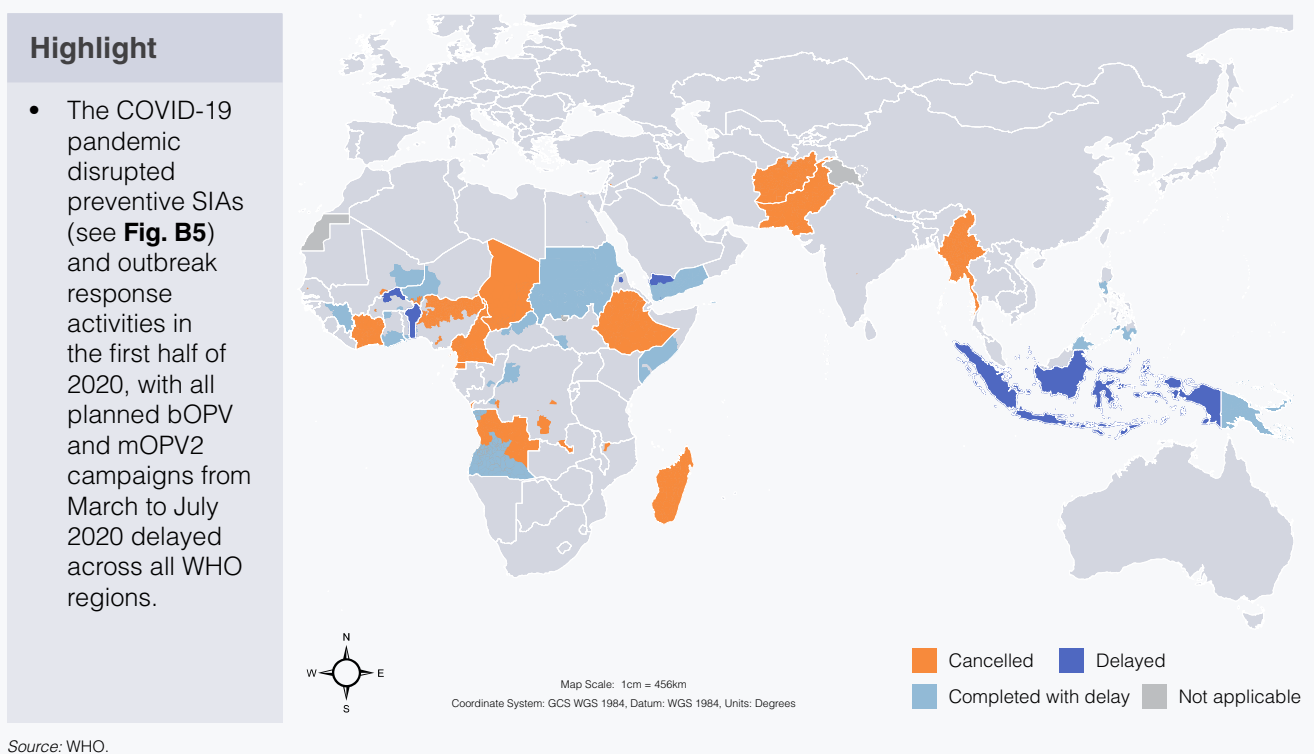 Highlight
• The COVID-19
pandemic
disrupted
preventive SIAs
(see Fig. B5)
and outbreak
response
activities in
the first half of
2020, with all
planned bOPV
and mOPV2
campaigns from
March to July
2020 delayed
across all WHO
regions.
N
W E
S
Map Scale: 1cm = 456km
Coordinate System: GCS WGS 1984, Datum: WGS 1984, Units: Degrees
Cancelled Delayed
Completed with delay Not applicable
Source: WHO.